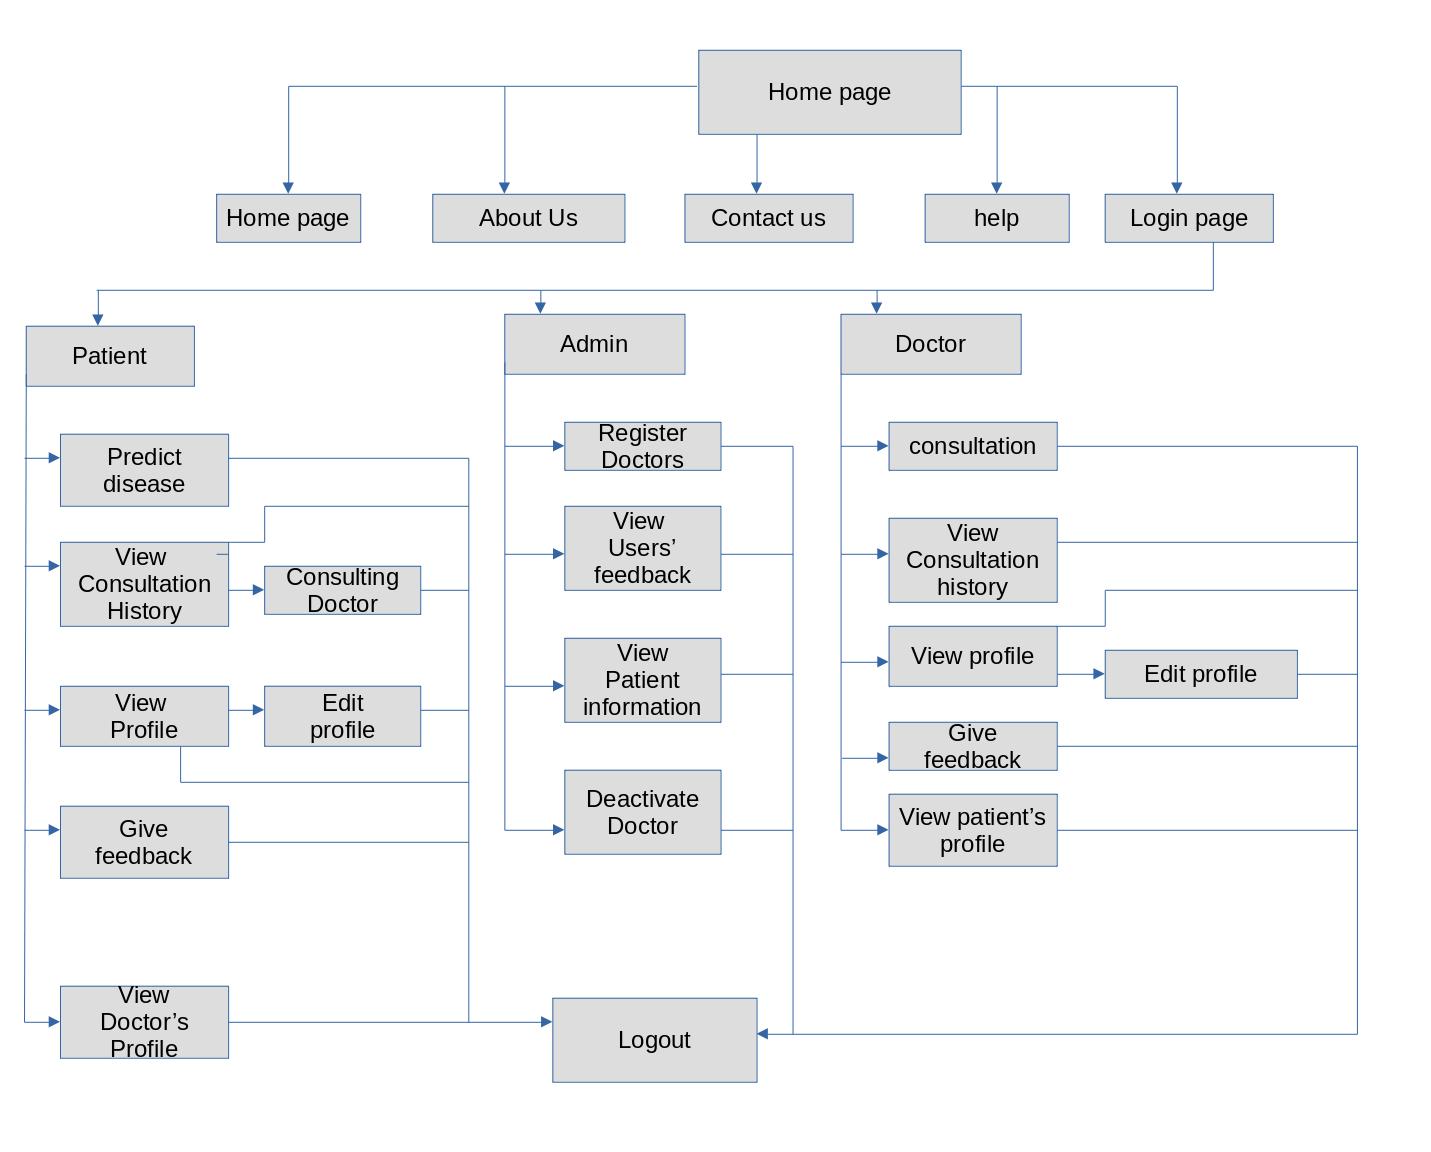 Home page
Home page
About Us
Contact us
help
Login page
Patient
Admin
Doctor
Predict
disease
View
Consultation
History
Consulting
Doctor
View
Profile
Edit
profile
Give
feedback
View
Doctor’s
Profile
Register
Doctors
View
Users’
feedback
View
Patient
information
Deactivate
Doctor
consultation
View
Consultation
history
View profile
Edit profile
Give
feedback
View patient’s
profile
Logout